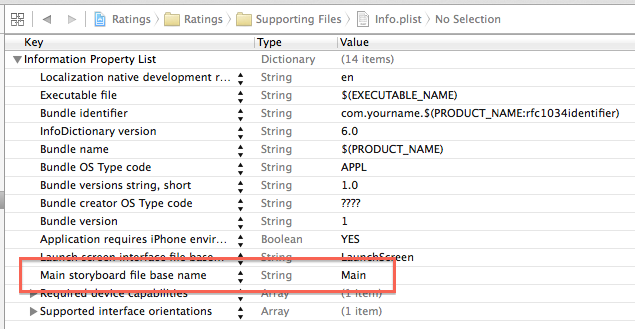 Ratings Ratings Supporting Files Info.plist No Selection
Key Type Value
Information Property List Dictionary (14 items)
Localization native development r... String en
Executable file String $(EXECUTABLE_NAME)
Bundle identifier String com.yourname.$(PRODUCT_NAME:rfc1034identifier)
InfoDictionary version String 6.0
Bundle name String $(PRODUCT_NAME)
Bundle OS Type code String APPL
Bundle versions string, short String 1.0
Bundle creator OS Type code String ????
Bundle version String 1
Application requires iPhone envir... Boolean YES
Launch screen interface file base... String LaunchScreen
Main storyboard file base name String Main
Required device capabilities Array (1 item)
Supported interface orientations Array (1 item)